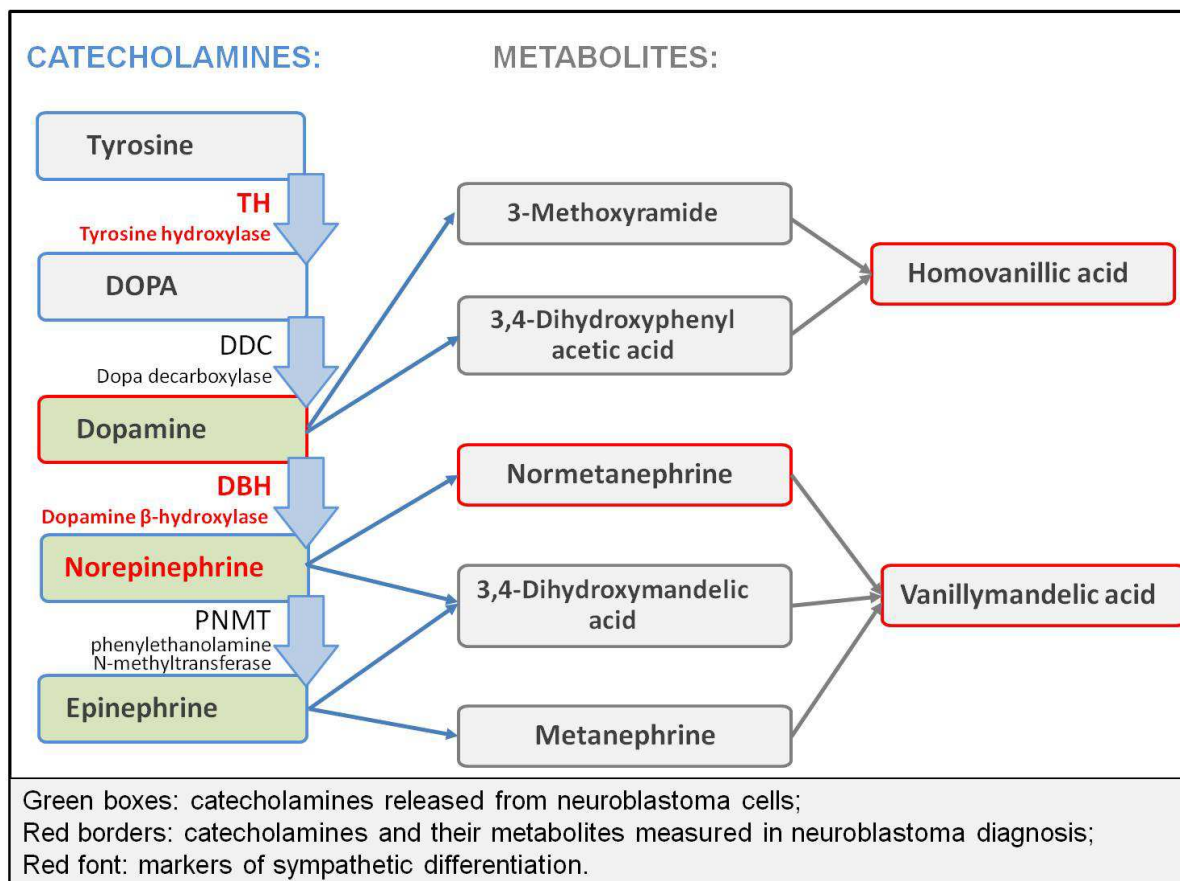 CATECHOLAMINES:
METABOLITES:
Tyrosine
TH
Tyrosine hydroxylase
DOPA
DDC
Dopa decarboxylase
Dopamine
DBH
Dopamine β-hydroxylase
Norepinephrine
PNMT
phenylethanolamine
N-methyltransferase
Epinephrine
3-Methoxyramide
3,4-Dihydroxyphenyl
acetic acid
Normetanephrine
3,4-Dihydroxymandelic
acid
Metanephrine
Homovanillic acid
Vanillymandelic acid
Green boxes: catecholamines released from neuroblastoma cells;
Red borders: catecholamines and their metabolites measured in neuroblastoma diagnosis;
Red font: markers of sympathetic differentiation.